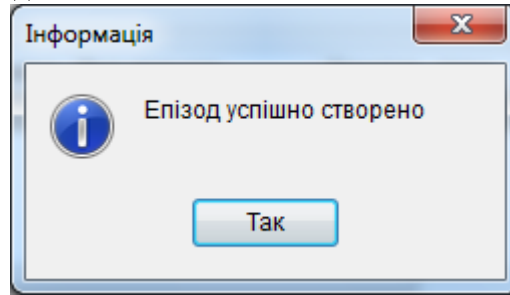 Інформація
Епізод успішно створено
Так